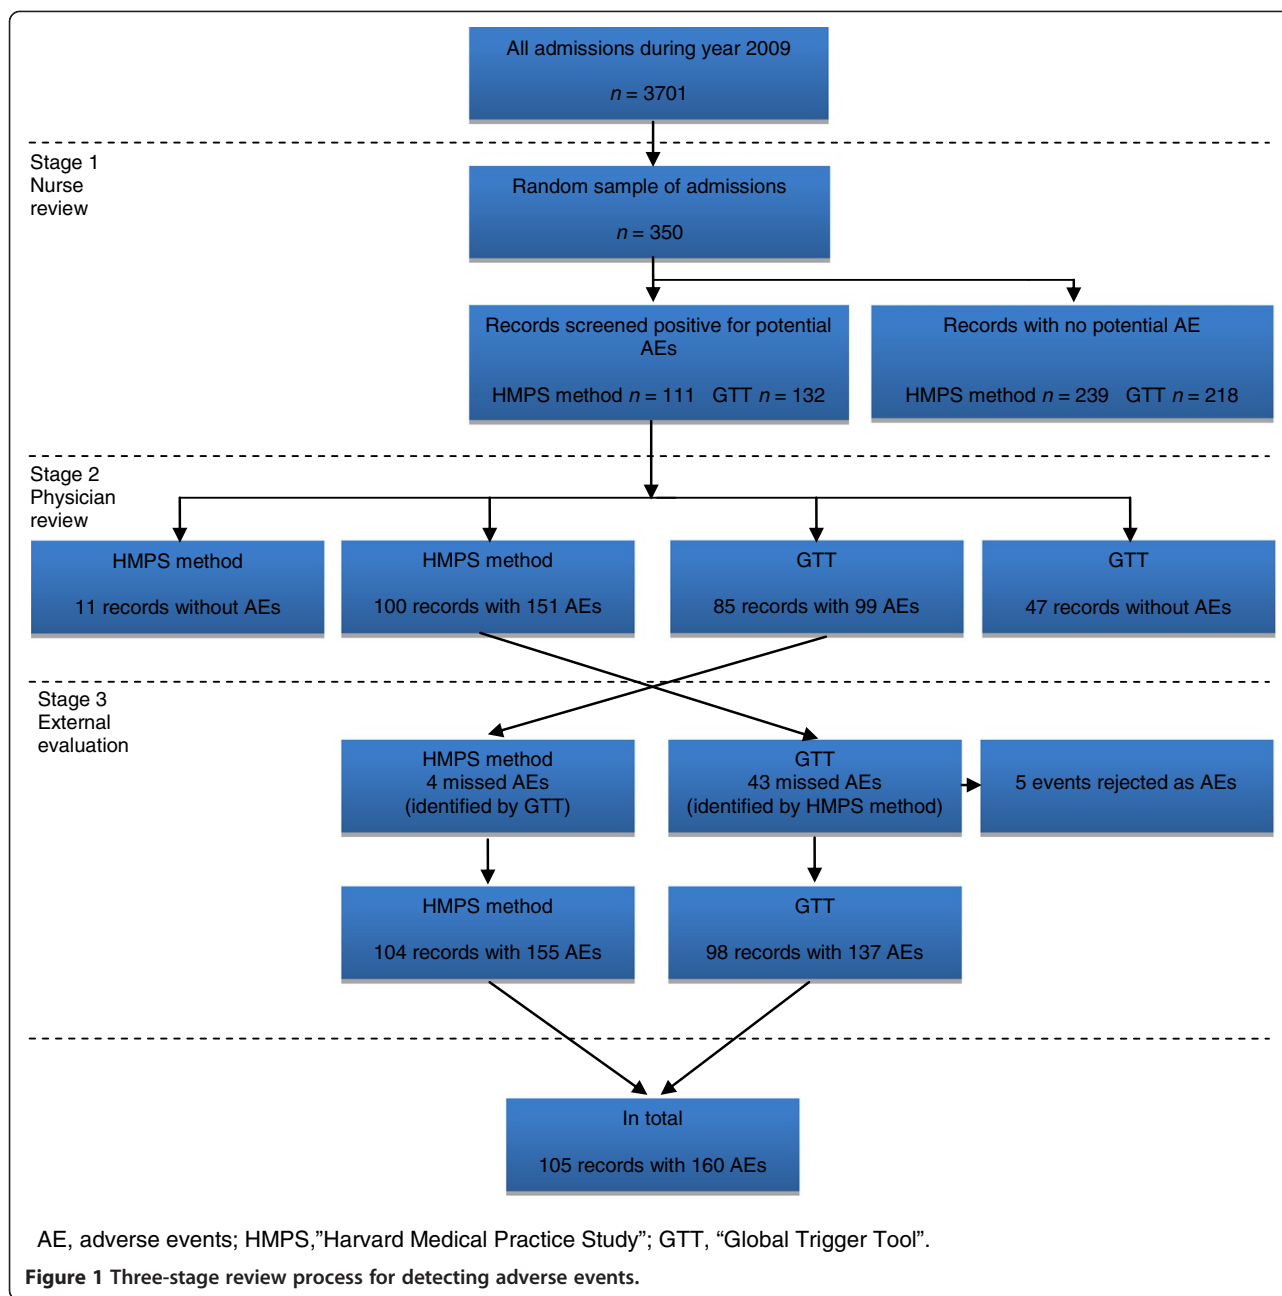 All admissions during year 2009
n = 3701
Stage 1
Nurse
review
Random sample of admissions
n = 350
Records screened positive for potential
AEs
HMPS method n = 111 GTT n = 132
Records with no potential AE
HMPS method n = 239 GTT n = 218
Stage 2
Physician
review
HMPS method
11 records without AEs
HMPS method
100 records with 151 AEs
GTT
85 records with 99 AEs
GTT
47 records without AEs
Stage 3
External
evaluation
HMPS method
4 missed AEs
(identified by GTT)
GTT
43 missed AEs
(identified by HMPS method)
5 events rejected as AEs
HMPS method
104 records with 155 AEs
GTT
98 records with 137 AEs
In total
105 records with 160 AEs
AE, adverse events; HMPS,”Harvard Medical Practice Study”; GTT, “Global Trigger Tool”.
Figure 1 Three-stage review process for detecting adverse events.